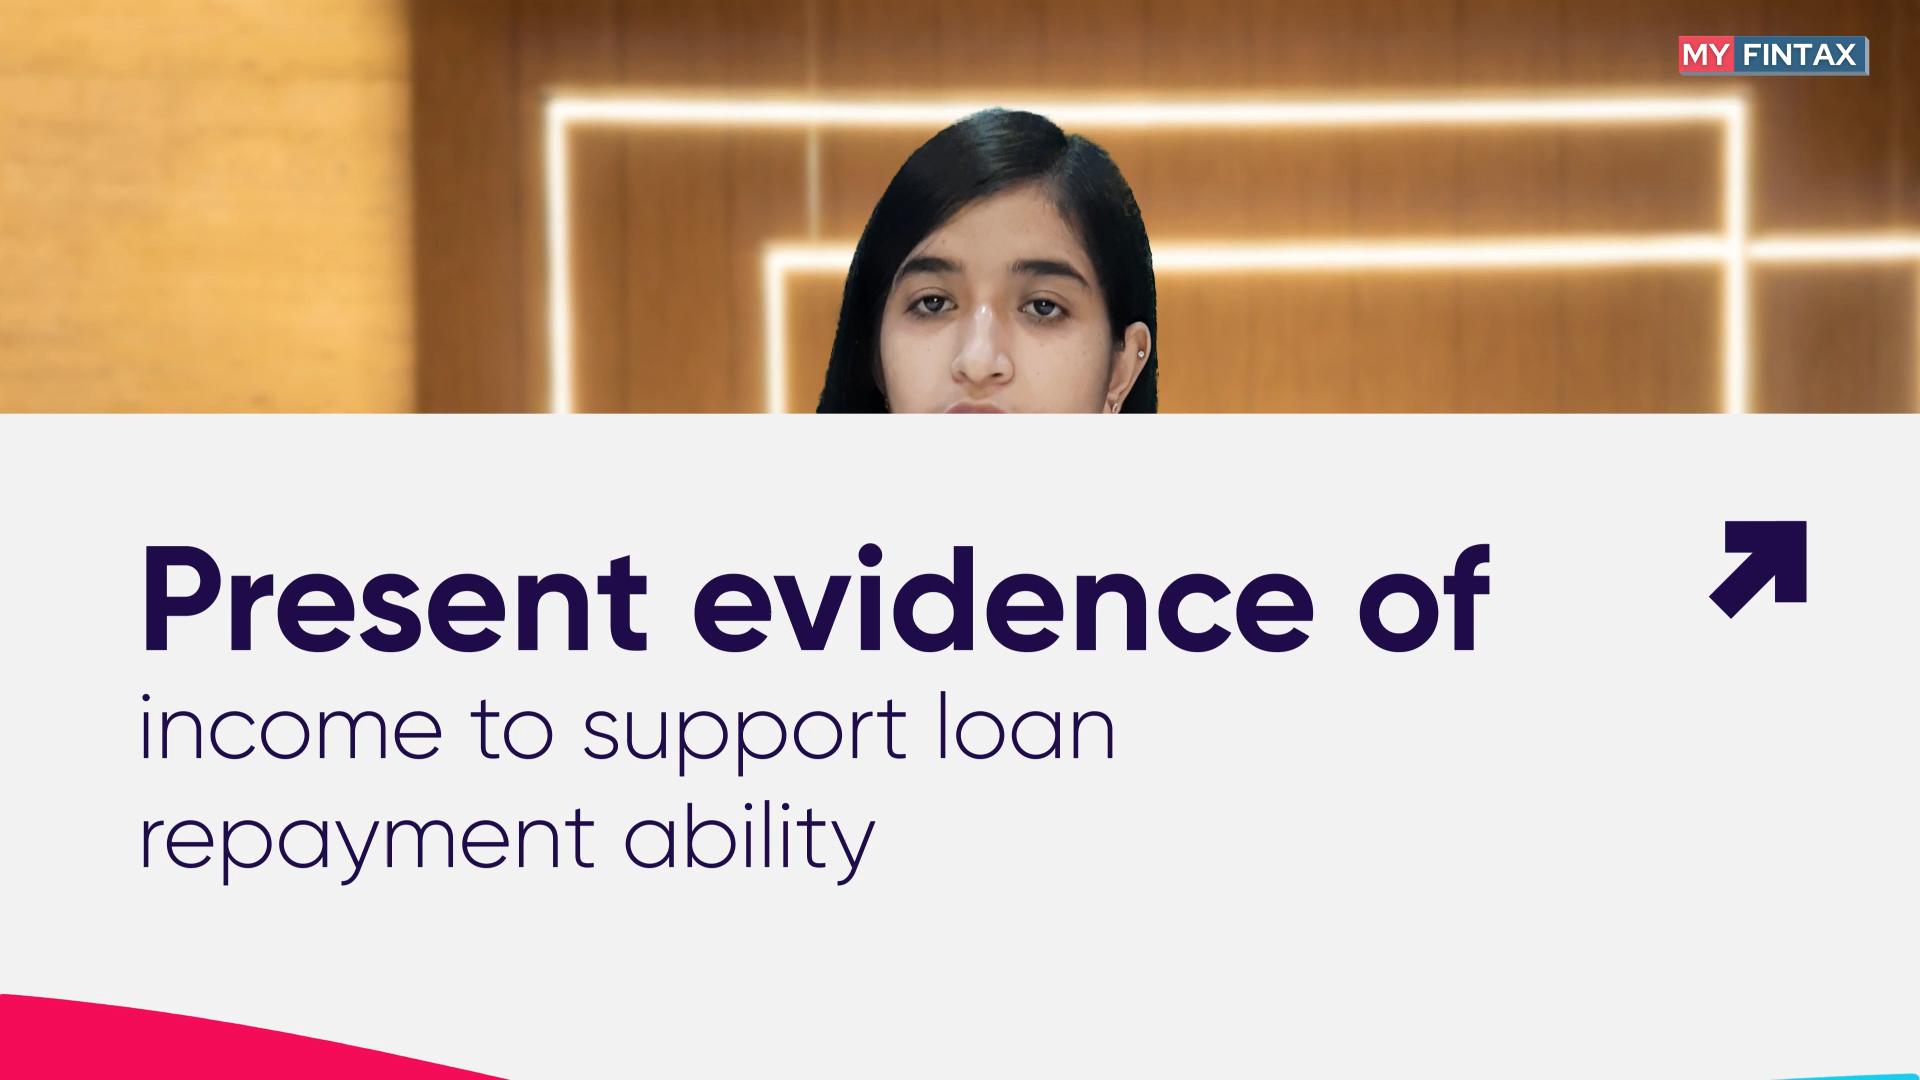 MY FINTAX
Present evidence of
income to support loan
repayment ability